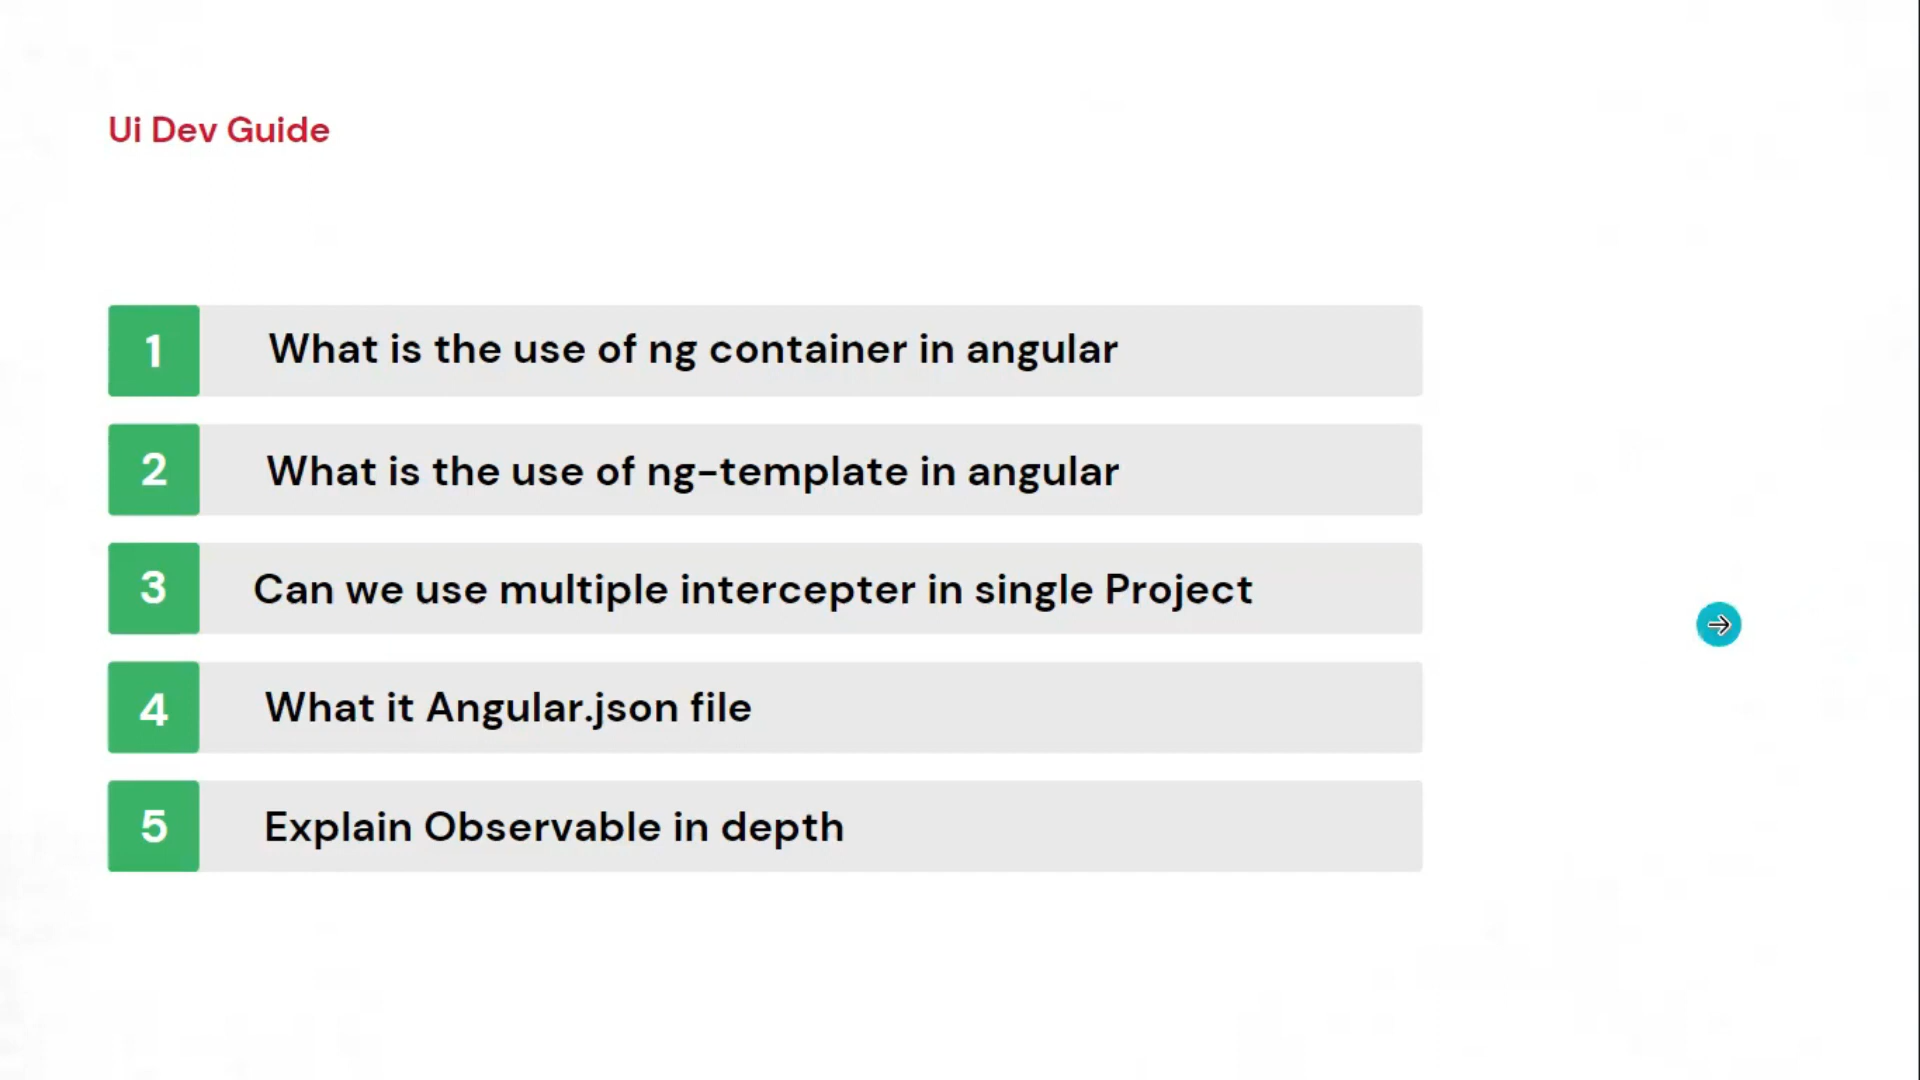 Ui Dev Guide
1 What is the use of ng container in angular
2 What is the use of ng-template in angular
3 Can we use multiple intercepter in single Project
4 What it Angular.json file
5 Explain Observable in depth